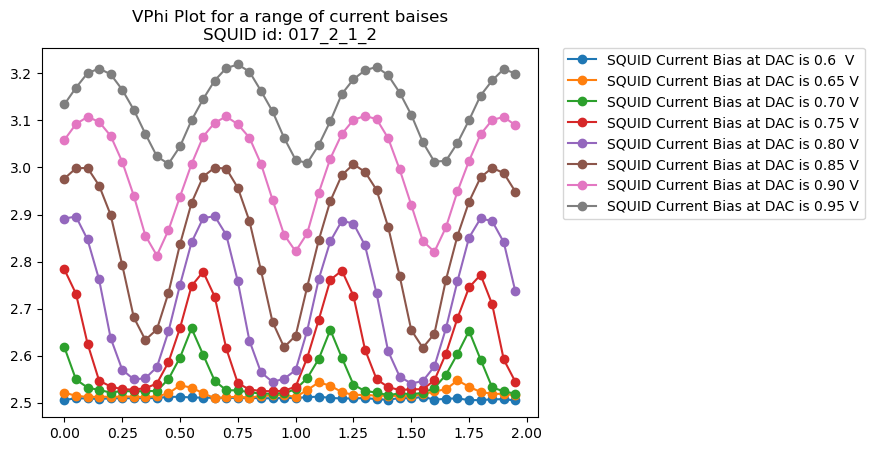 VPhi Plot for a range of current baises
SQUID id: 017_2_1_2
3.2
3.1
3.0
2.9
2.8
2.7
2.6
2.5
0.00 0.25 0.50 0.75 1.00 1.25 1.50 1.75 2.00
SQUID Current Bias at DAC is 0.6  V
SQUID Current Bias at DAC is 0.65 V
SQUID Current Bias at DAC is 0.70 V
SQUID Current Bias at DAC is 0.75 V
SQUID Current Bias at DAC is 0.80 V
SQUID Current Bias at DAC is 0.85 V
SQUID Current Bias at DAC is 0.90 V
SQUID Current Bias at DAC is 0.95 V